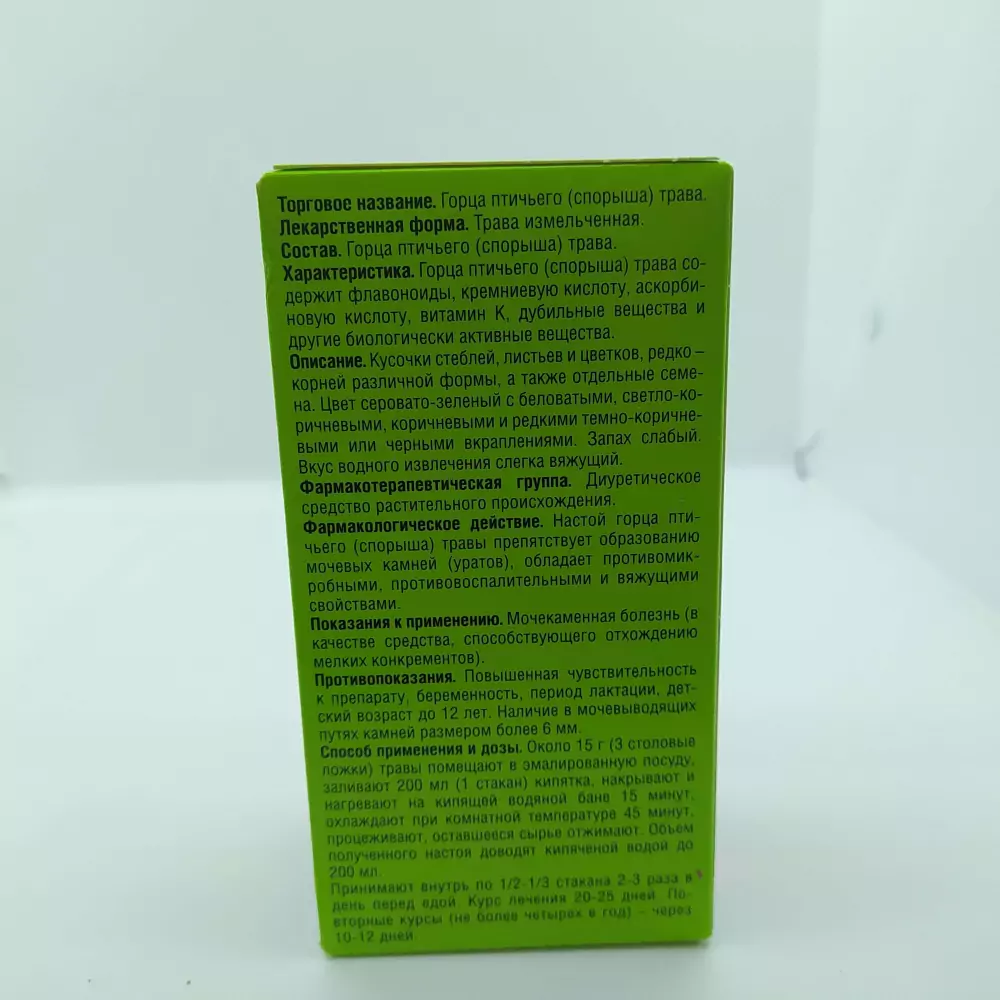 Торговое название. Горца птичьего (спорыша) трава.
Лекарственная форма. Трава измельченная.
Состав. Горца птичьего (спорыша) трава.
Характеристика. Горца птичьего (спорыша) трава со-
держит флавоноиды, кремниевую кислоту, аскорби-
новую кислоту, витамин К, дубильные вещества и
другие биологически активные вещества.
Описание. Кусочки стеблей, листьев и цветков, редко –
корней различной формы, а также отдельные семе-
на. Цвет серовато-зеленый с беловатыми, светло-ко-
ричневыми, коричневыми и редкими темно-коричне-
выми или черными вкраплениями. Запах слабый.
Вкус водного извлечения слегка вяжущий.
Фармакотерапевтическая группа. Диуретическое
средство растительного происхождения.
Фармакологическое действие. Настой горца пти-
чьего (спорыша) травы препятствует образованию
мочевых камней (уратов), обладает противомик-
робными, противовоспалительными и вяжущими
свойствами.
Показания к применению. Мочекаменная болезнь (в
качестве средства, способствующего отхождению
мелких конкрементов).
Противопоказания. Повышенная чувствительность
к препарату, беременность, период лактации, дет-
ский возраст до 12 лет. Наличие в мочевыводящих
путях камней размером более 6 мм.
Способ применения и дозы. Около 15 г (3 столовые
ложки) травы помещают в эмалированную посуду,
заливают 200 мл (1 стакан) кипятка, накрывают и
нагревают на кипящей водяной бане 15 минут,
охлаждают при комнатной температуре 45 минут,
процеживают, оставшееся сырье отжимают. Объем
полученного настоя доводят кипяченой водой до
200 мл.
Принимают внутрь по 1/2-1/3 стакана 2-3 раза в
день перед едой. Курс лечения 20-25 дней. По-
вторные курсы (не более четырех в год) – через
10-12 дней.